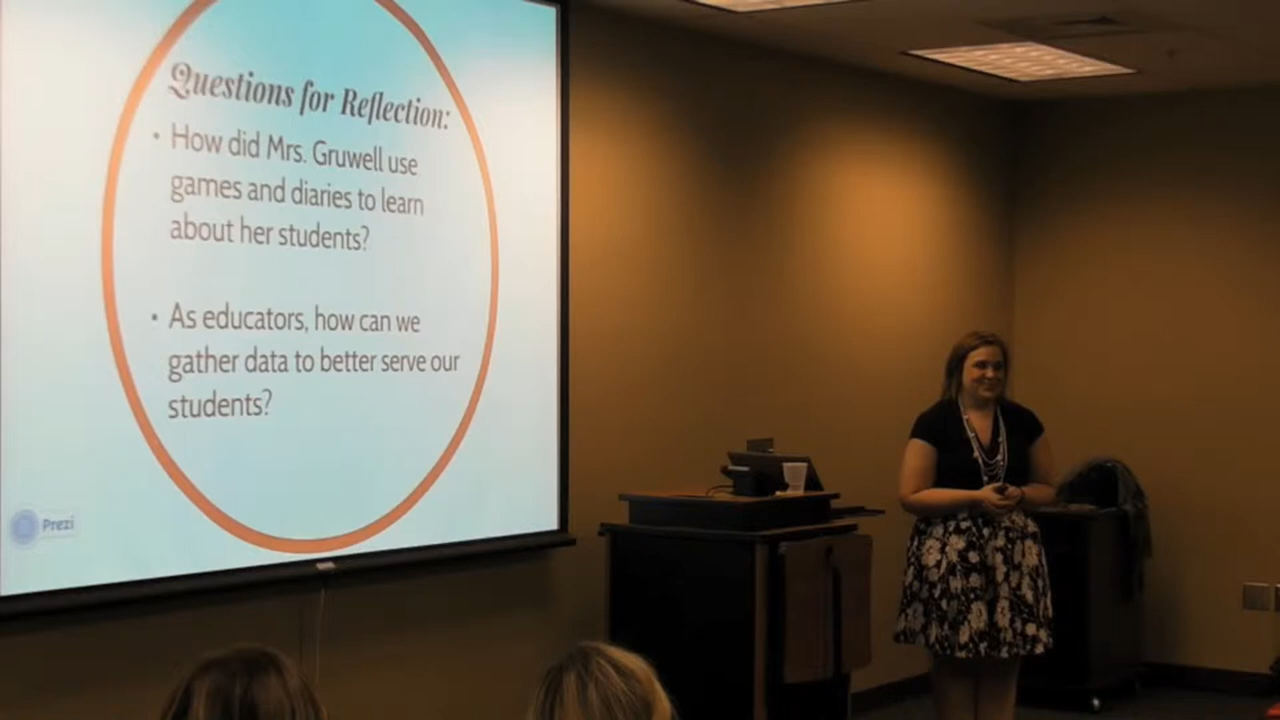 Questions for Reflection:
• How did Mrs. Gruwell use
games and diaries to learn
about her students?
• As educators, how can we
gather data to better serve our
students?
Prezi